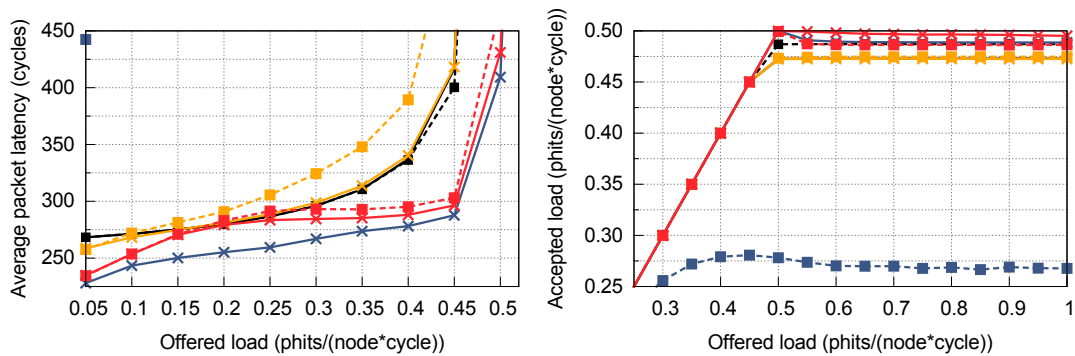 Average packet latency (cycles)
450
400
350
300
250
0.05 0.1 0.15 0.2 0.25 0.3 0.35 0.4 0.45 0.5
Offered load (phits/(node*cycle))
Accepted load (phits/(node*cycle))
0.50
0.45
0.40
0.35
0.30
0.25
0.3 0.4 0.5 0.6 0.7 0.8 0.9 1
Offered load (phits/(node*cycle))